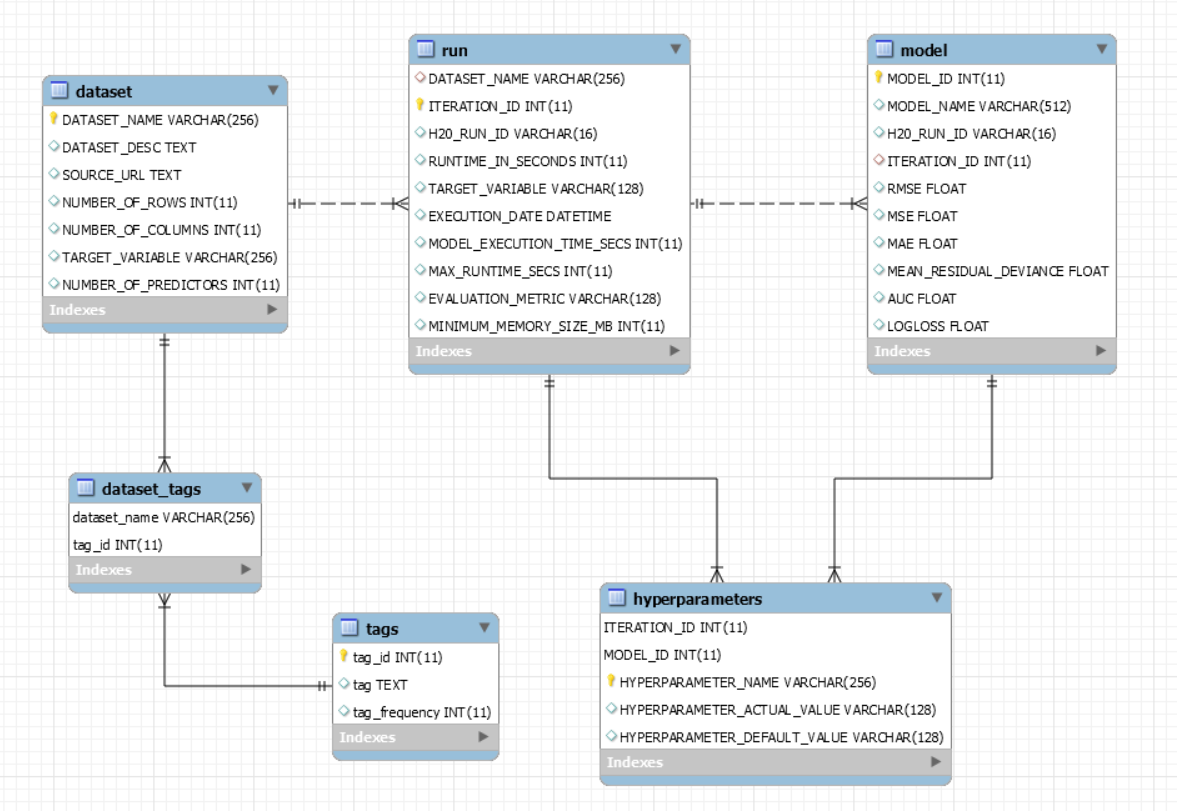 dataset
DATASET_NAME VARCHAR(256)
DATASET_DESC TEXT
SOURCE_URL TEXT
NUMBER_OF_ROWS INT(11)
NUMBER_OF_COLUMNS INT(11)
TARGET_VARIABLE VARCHAR(256)
NUMBER_OF_PREDICTORS INT(11)
Indexes
run
DATASET_NAME VARCHAR(256)
ITERATION_ID INT(11)
H20_RUN_ID VARCHAR(16)
RUNTIME_IN_SECONDS INT(11)
TARGET_VARIABLE VARCHAR(128)
EXECUTION_DATE DATETIME
MODEL_EXECUTION_TIME_SECS INT(11)
MAX_RUNTIME_SECS INT(11)
EVALUATION_METRIC VARCHAR(128)
MINIMUM_MEMORY_SIZE_MB INT(11)
Indexes
model
MODEL_ID INT(11)
MODEL_NAME VARCHAR(512)
H20_RUN_ID VARCHAR(16)
ITERATION_ID INT(11)
RMSE FLOAT
MSE FLOAT
MAE FLOAT
MEAN_RESIDUAL_DEVIANCE FLOAT
AUC FLOAT
LOGLOSS FLOAT
Indexes
dataset_tags
dataset_name VARCHAR(256)
tag_id INT(11)
Indexes
tags
tag_id INT(11)
tag TEXT
tag_frequency INT(11)
Indexes
hyperparameters
ITERATION_ID INT(11)
MODEL_ID INT(11)
HYPERPARAMETER_NAME VARCHAR(256)
HYPERPARAMETER_ACTUAL_VALUE VARCHAR(128)
HYPERPARAMETER_DEFAULT_VALUE VARCHAR(128)
Indexes